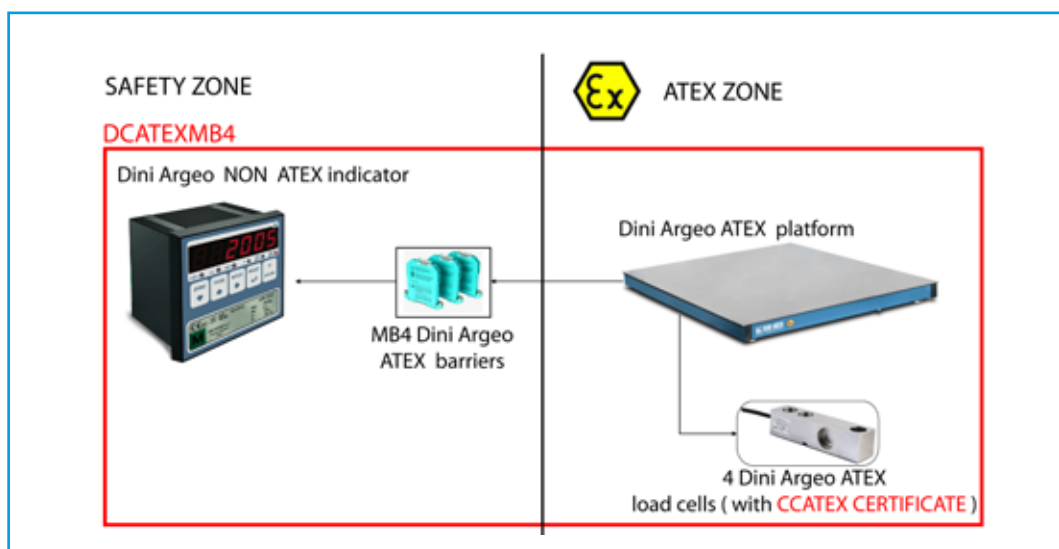 SAFETY ZONE
Ex
ATEX ZONE
DCATEXMB4
Dini Argeo NON ATEX indicator
2005
Dini Argeo ATEX platform
MB4 Dini Argeo
ATEX barriers
4 Dini Argeo ATEX
load cells ( with CCATEX CERTIFICATE )